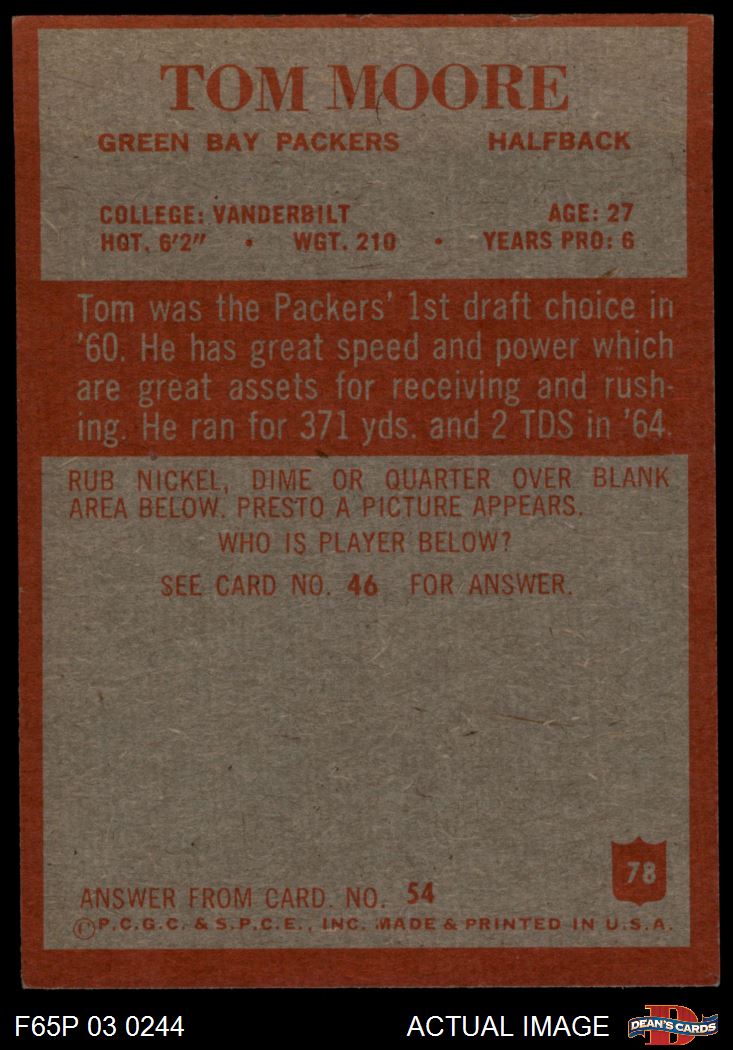 TOM MOORE
GREEN BAY PACKERS HALFBACK
COLLEGE: VANDERBILT AGE: 27
HGT. 6'2" • WGT. 210 • YEARS PRO: 6
Tom was the Packers' 1st draft choice in
'60. He has great speed and power which
are great assets for receiving and rush-
ing. He ran for 371 yds. and 2 TDS in '64.
RUB NICKEL, DIME OR QUARTER OVER BLANK
AREA BELOW. PRESTO A PICTURE APPEARS.
WHO IS PLAYER BELOW?
SEE CARD NO. 46 FOR ANSWER.
78
ANSWER FROM CARD. NO. 54
©P.C.G.C. & S.P.C.E., INC. MADE & PRINTED IN U.S.A.
F65P 03 0244 ACTUAL IMAGE D DEAN'S CARDS